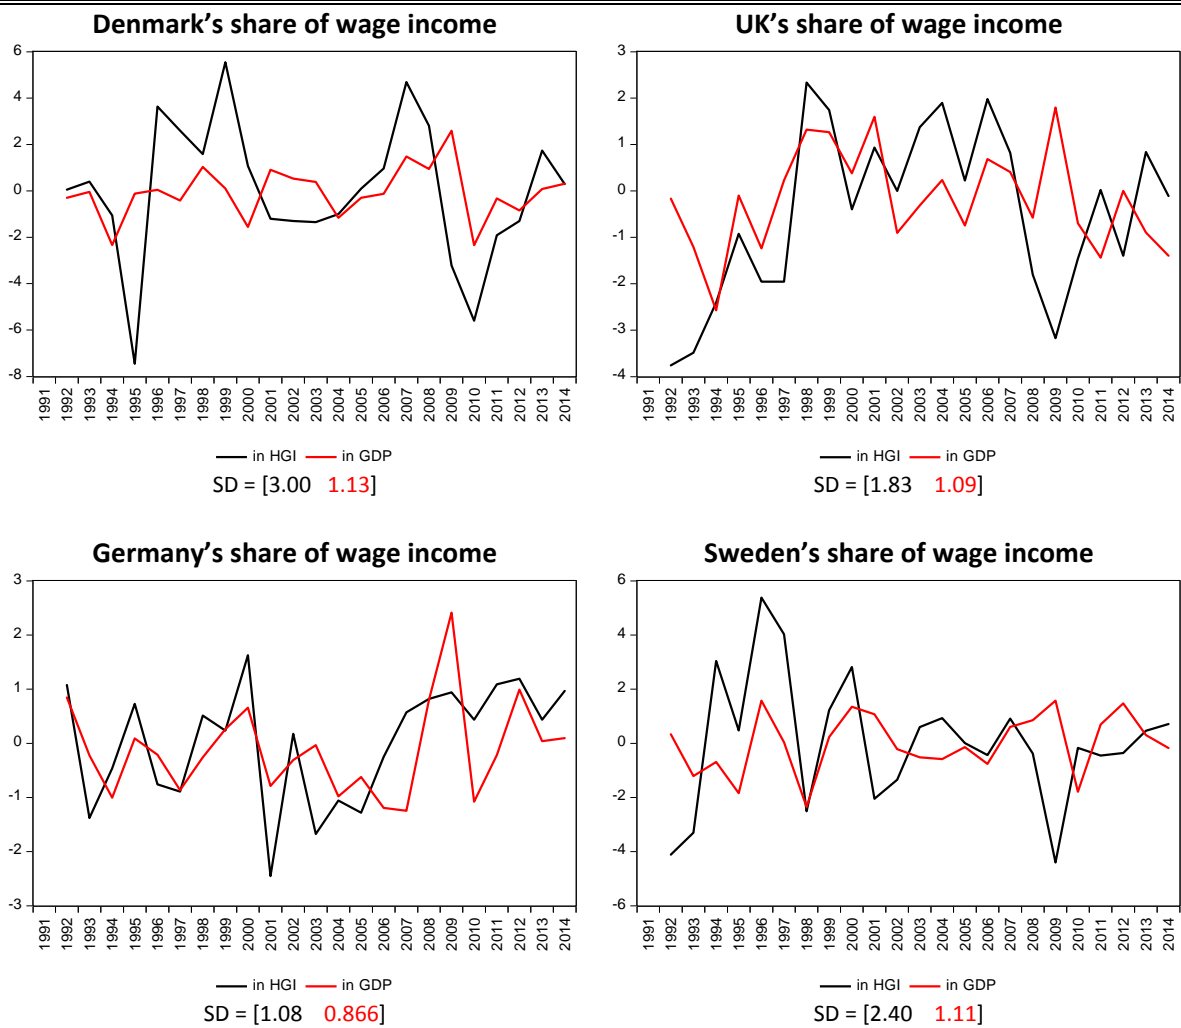 Denmark's share of wage income
6
4
2
0
-2
-4
-6
-8
1991 1992 1993 1994 1995 1996 1997 1998 1999 2000 2001 2002 2003 2004 2005 2006 2007 2008 2009 2010 2011 2012 2013 2014
in HGI in GDP
SD = [3.00 1.13]
UK's share of wage income
3
2
1
0
-1
-2
-3
-4
1991 1992 1993 1994 1995 1996 1997 1998 1999 2000 2001 2002 2003 2004 2005 2006 2007 2008 2009 2010 2011 2012 2013 2014
in HGI in GDP
SD = [1.83 1.09]
Germany's share of wage income
3
2
1
0
-1
-2
-3
1991 1992 1993 1994 1995 1996 1997 1998 1999 2000 2001 2002 2003 2004 2005 2006 2007 2008 2009 2010 2011 2012 2013 2014
in HGI in GDP
SD = [1.08 0.866]
Sweden's share of wage income
6
4
2
0
-2
-4
-6
1991 1992 1993 1994 1995 1996 1997 1998 1999 2000 2001 2002 2003 2004 2005 2006 2007 2008 2009 2010 2011 2012 2013 2014
in HGI in GDP
SD = [2.40 1.11]